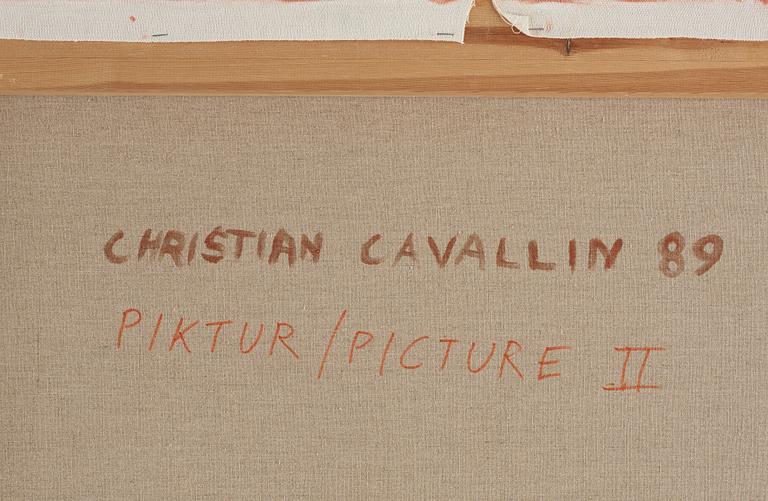 CHRISTIAN CAVALLIN 89
PIKTUR/PICTURE II